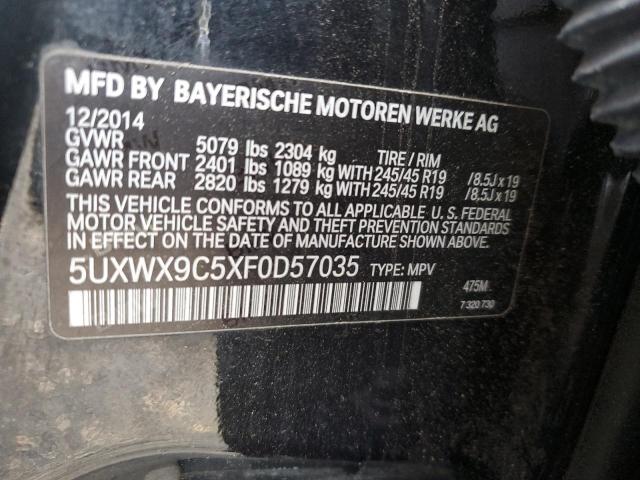 MFD BY BAYERISCHE MOTOREN WERKE AG
12/2014
GVWR 5079 lbs 2304 kg TIRE / RIM
GAWR FRONT 2401 lbs 1089 kg WITH 245/45 R19 /8.5J x 19
GAWR REAR 2820 lbs 1279 kg WITH 245/45 R19 /8.5J x 19
THIS VEHICLE CONFORMS TO ALL APPLICABLE U. S. FEDERAL
MOTOR VEHICLE SAFETY AND THEFT PREVENTION
STANDARDS IN EFFECT ON THE DATE OF
MANUFACTURE SHOWN ABOVE.
5UXWX9C5XF0D57035 TYPE: MPV
475M
7 320 730